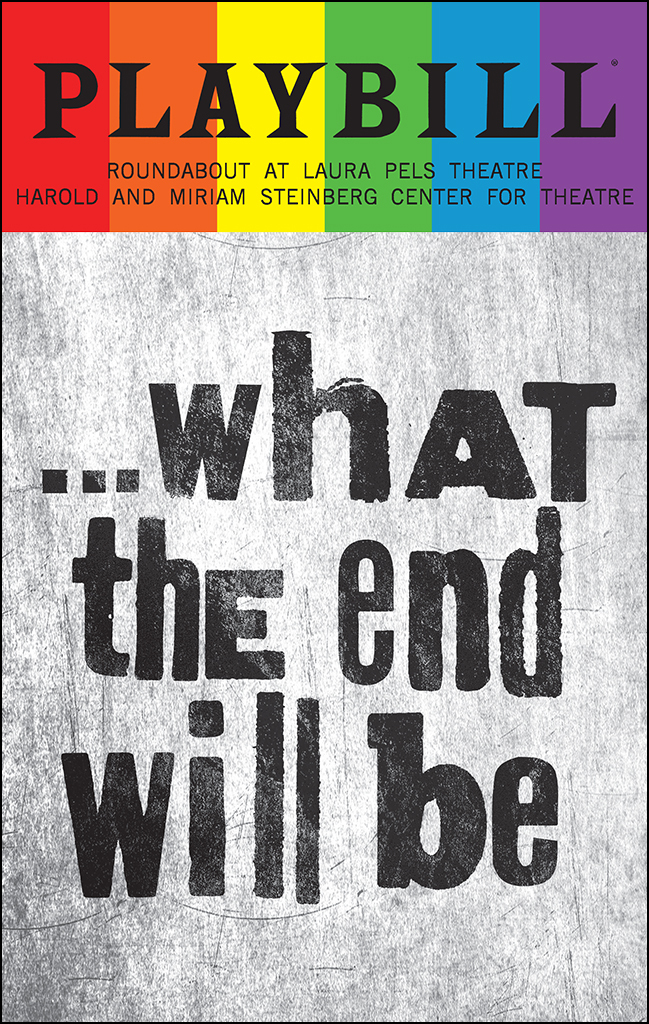 PLAYBILL®
ROUNDABOUT AT LAURA PELS THEATRE
HAROLD AND MIRIAM STEINBERG CENTER FOR THEATRE
...whAT
thE end
will be